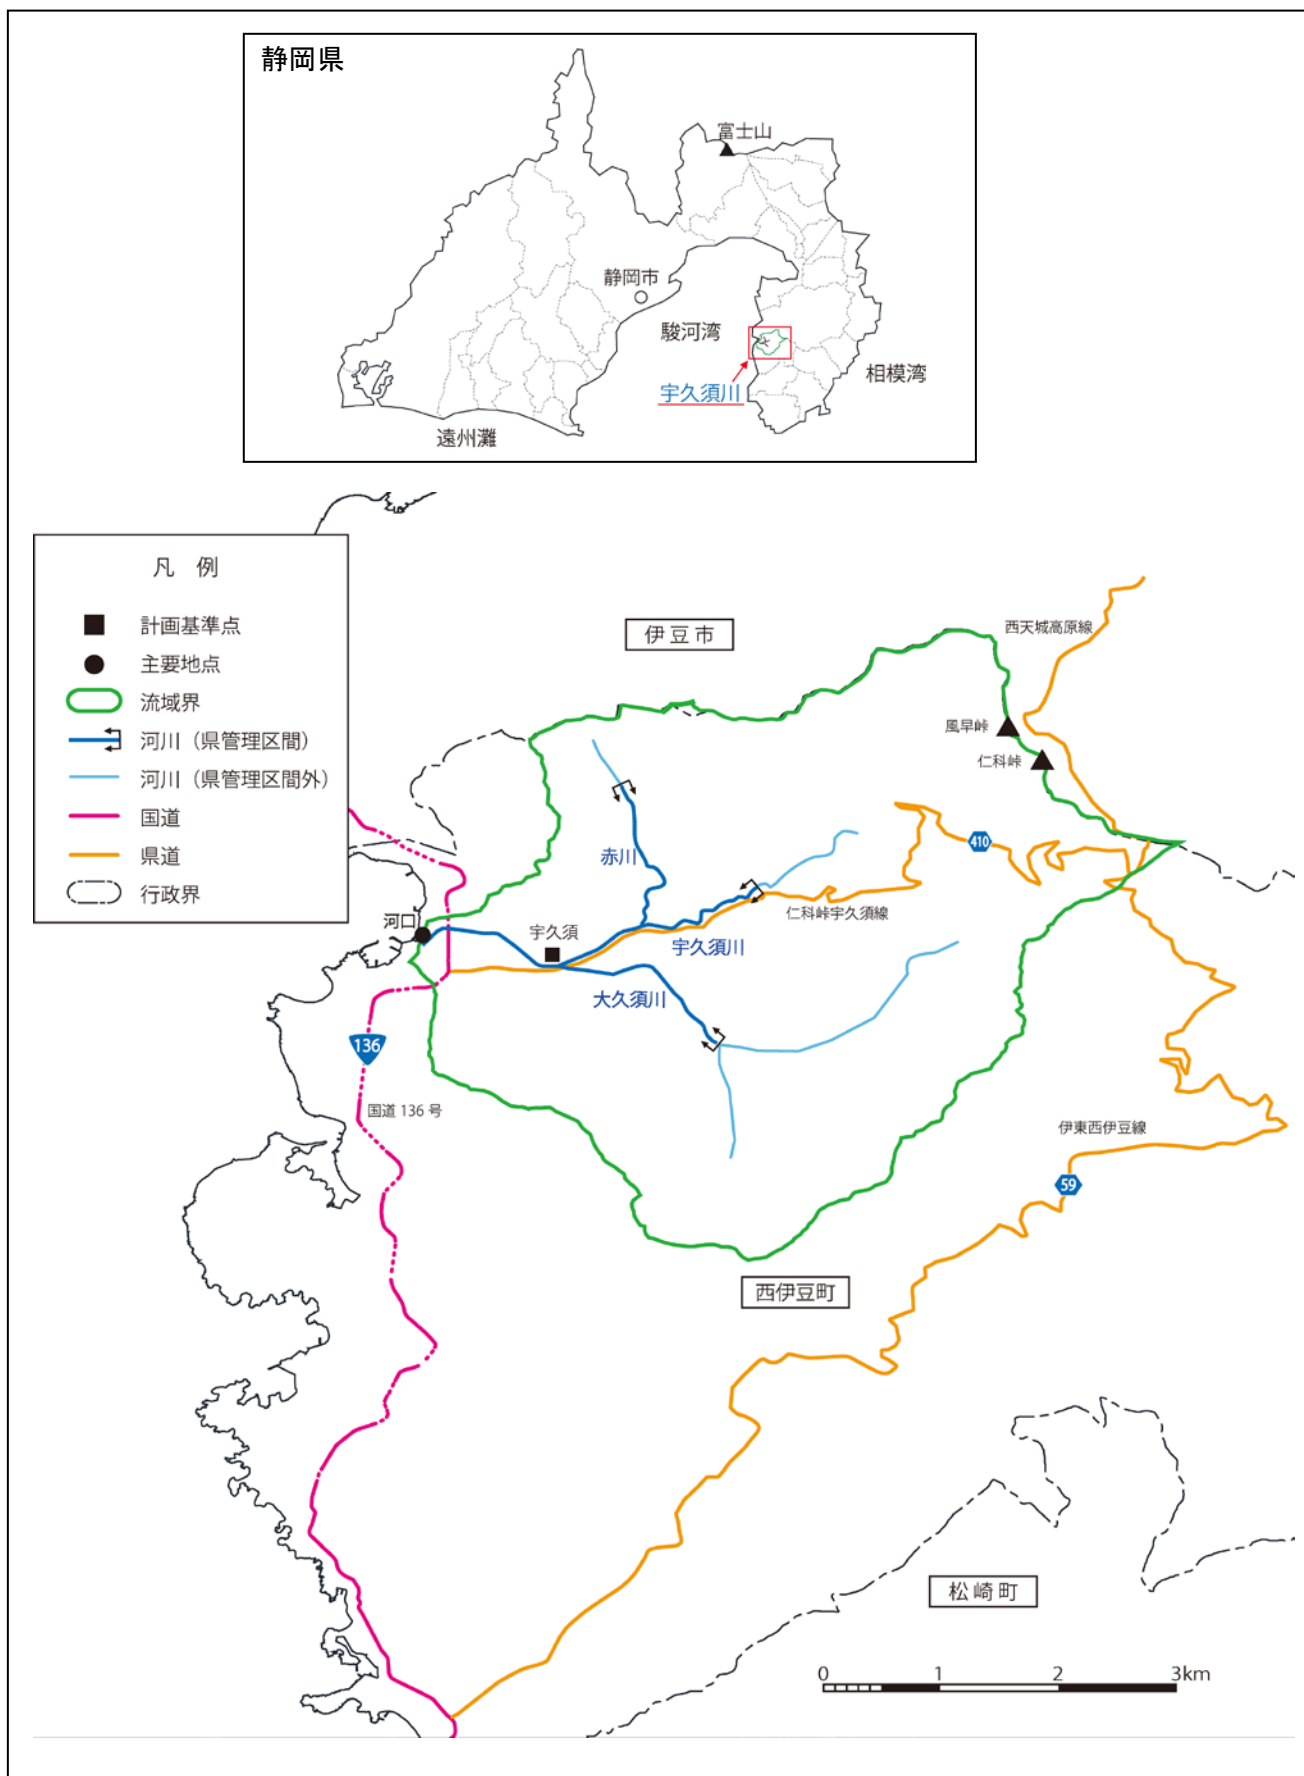 静岡県
富士山
静岡市
駿河湾
相模湾
宇久須川
遠州灘
凡 例
計画基準点
主要地点
流域界
河川（県管理区間）
河川（県管理区間外）
国道
県道
行政界
伊豆市
西天城高原線
風早峠
仁科峠
410
赤川
仁科峠宇久須線
河口
宇久須
宇久須川
大久須川
136
国道 136 号
伊東西伊豆線
59
西伊豆町
松崎町
0 1 2 3km